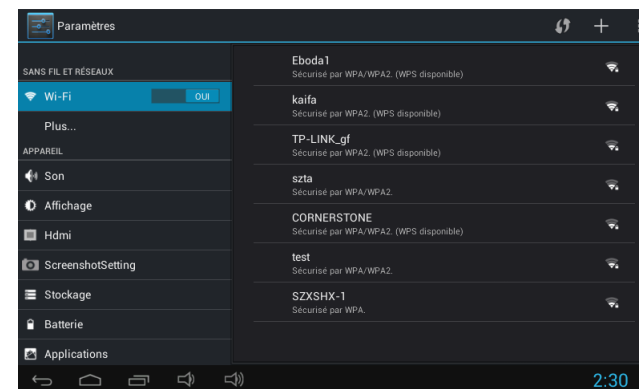 Paramètres
SANS FIL ET RÉSEAUX
Wi-Fi
OUI
Plus...
APPAREIL
Son
Affichage
Hdmi
ScreenshotSetting
Stockage
Batterie
Applications
Eboda1
Sécurisé par WPA/WPA2. (WPS disponible)
kaifa
Sécurisé par WPA2. (WPS disponible)
TP-LINK_gf
Sécurisé par WPA2. (WPS disponible)
szta
Sécurisé par WPA/WPA2.
CORNERSTONE
Sécurisé par WPA/WPA2. (WPS disponible)
test
Sécurisé par WPA/WPA2.
SZXSHX-1
Sécurisé par WPA.
2:30